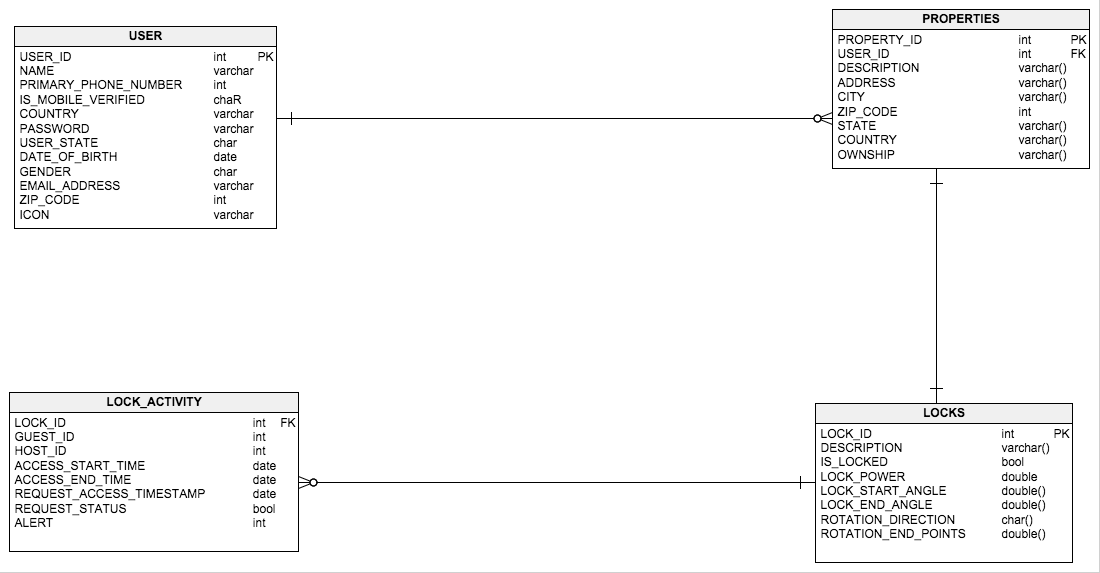 USER
USER_ID int PK
NAME varchar
PRIMARY_PHONE_NUMBER int
IS_MOBILE_VERIFIED chaR
COUNTRY varchar
PASSWORD varchar
USER_STATE char
DATE_OF_BIRTH date
GENDER char
EMAIL_ADDRESS varchar
ZIP_CODE int
ICON varchar
PROPERTIES
PROPERTY_ID int PK
USER_ID int FK
DESCRIPTION varchar()
ADDRESS varchar()
CITY varchar()
ZIP_CODE int
STATE varchar()
COUNTRY varchar()
OWNSHIP varchar()
LOCK_ACTIVITY
LOCK_ID int FK
GUEST_ID int
HOST_ID int
ACCESS_START_TIME date
ACCESS_END_TIME date
REQUEST_ACCESS_TIMESTAMP date
REQUEST_STATUS bool
ALERT int
LOCKS
LOCK_ID int PK
DESCRIPTION varchar()
IS_LOCKED bool
LOCK_POWER double
LOCK_START_ANGLE double()
LOCK_END_ANGLE double()
ROTATION_DIRECTION char()
ROTATION_END_POINTS double()